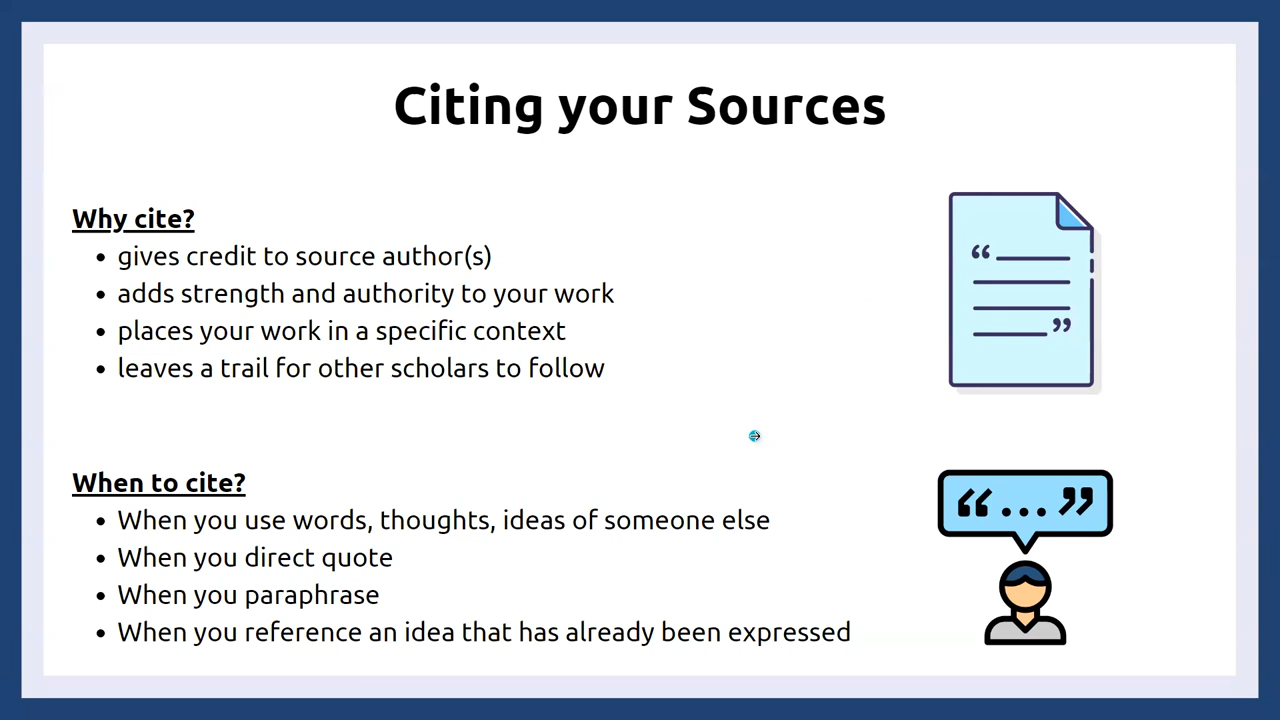 Citing your Sources
Why cite?
• gives credit to source author(s)
• adds strength and authority to your work
• places your work in a specific context
• leaves a trail for other scholars to follow
When to cite?
• When you use words, thoughts, ideas of someone else
• When you direct quote
• When you paraphrase
• When you reference an idea that has already been expressed
“ ”
“...”